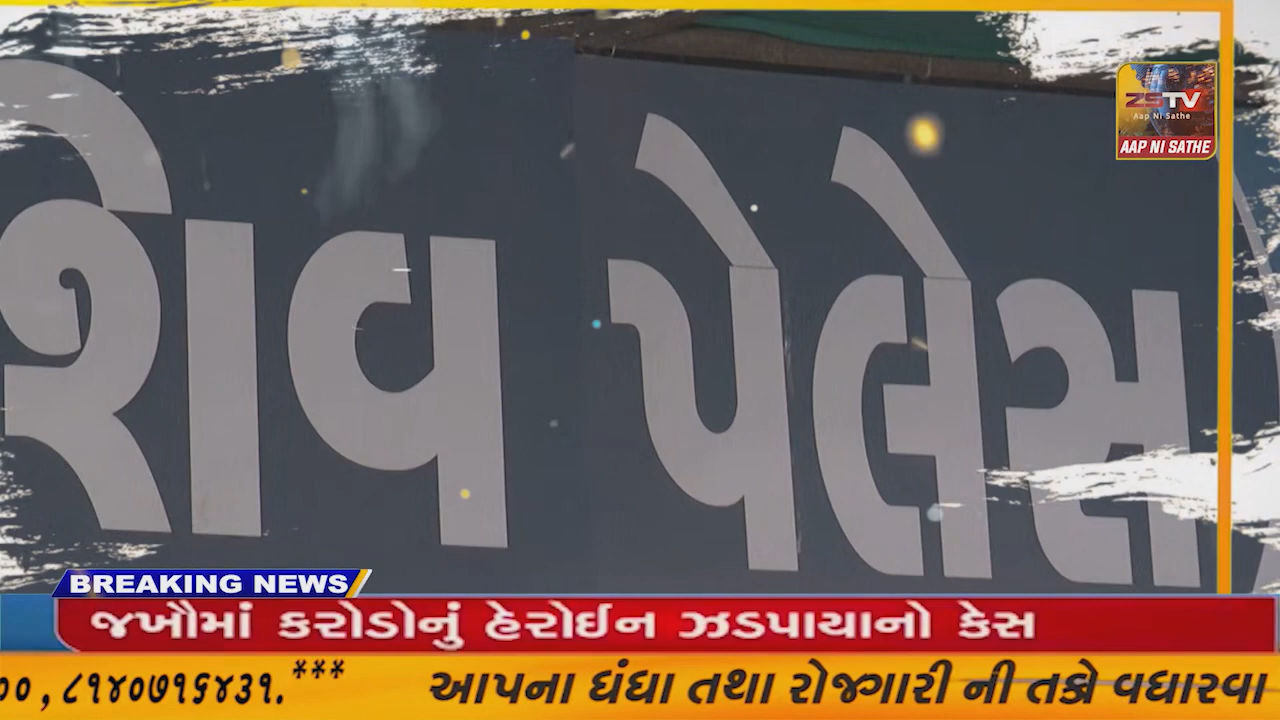 શિવ પેલેસ
ZSTV
Aap Ni Sathe
AAP NI SATHE
BREAKING NEWS
જખૌમાં કરોડોનું હેરોઈન ઝડપાયાનો કેસ
૦૦, ૮૧૪૦૭૧૬૪૩૧.*** આપના ધંધા તથા રોજગારી ની તકો વધારવા